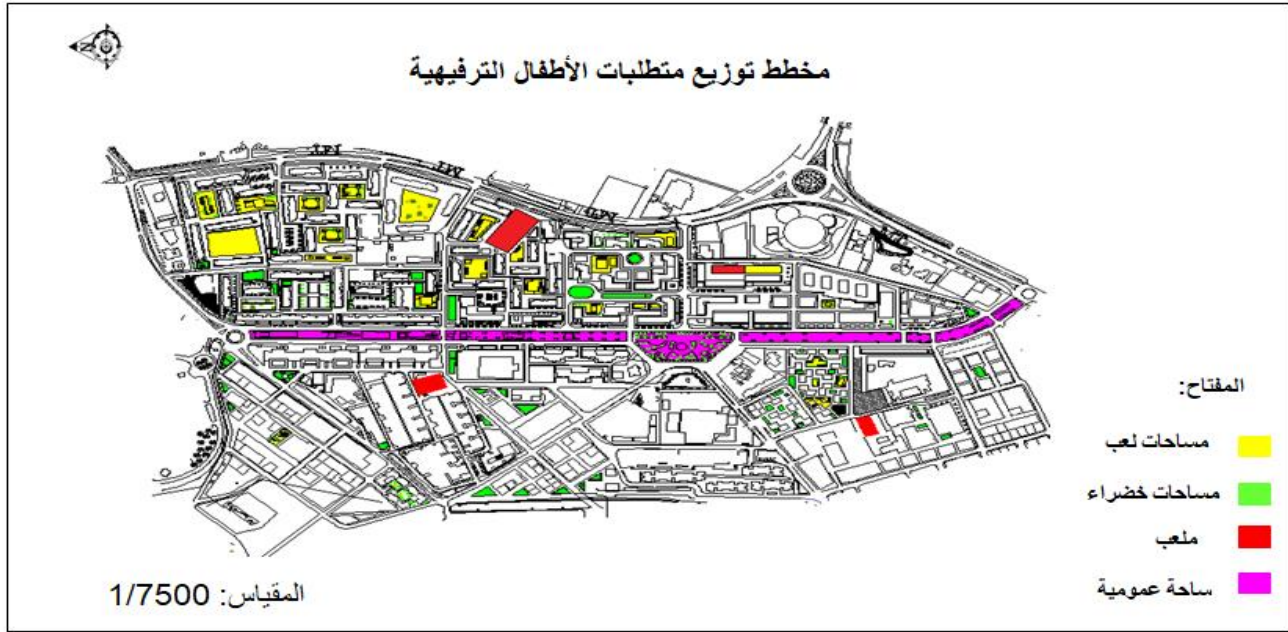 مخطط توزيع متطلبات الأطفال الترفيهية
المفتاح:
مساحات لعب
مساحات خضراء
ملعب
ساحة عمومية
المقياس: 1/7500